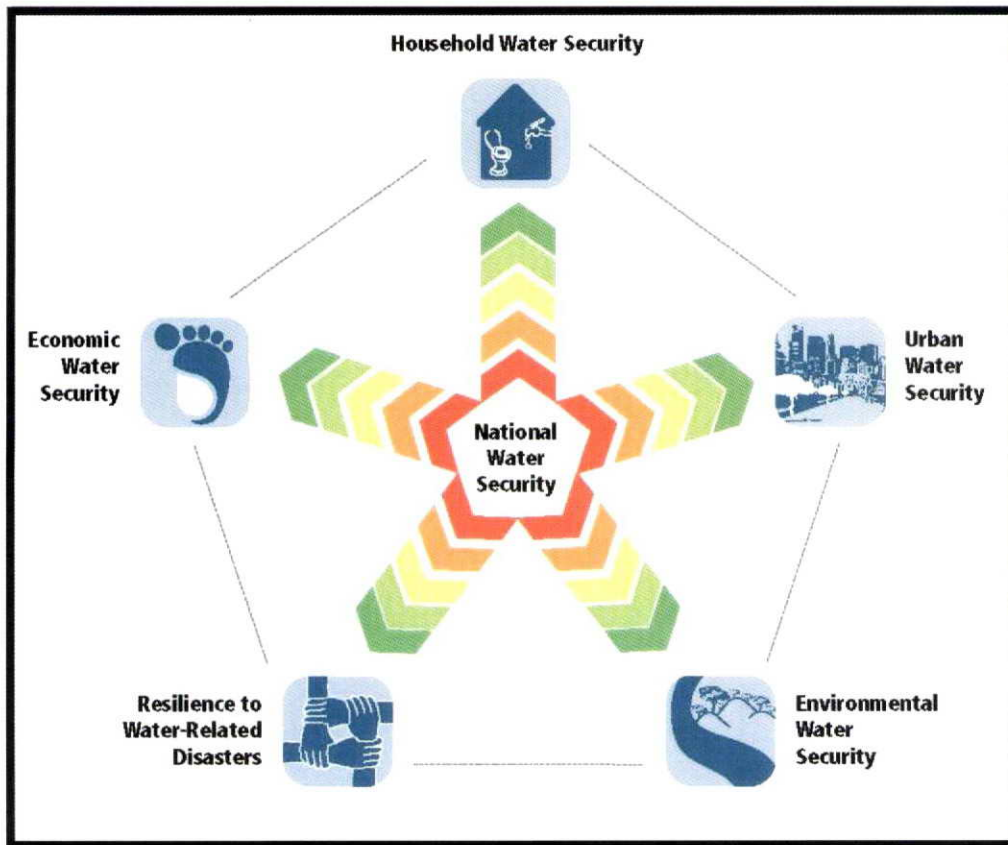 Household Water Security
Economic
Water
Security
Urban
Water
Security
National
Water
Security
Resilience to
Water-Related
Disasters
Environmental
Water
Security